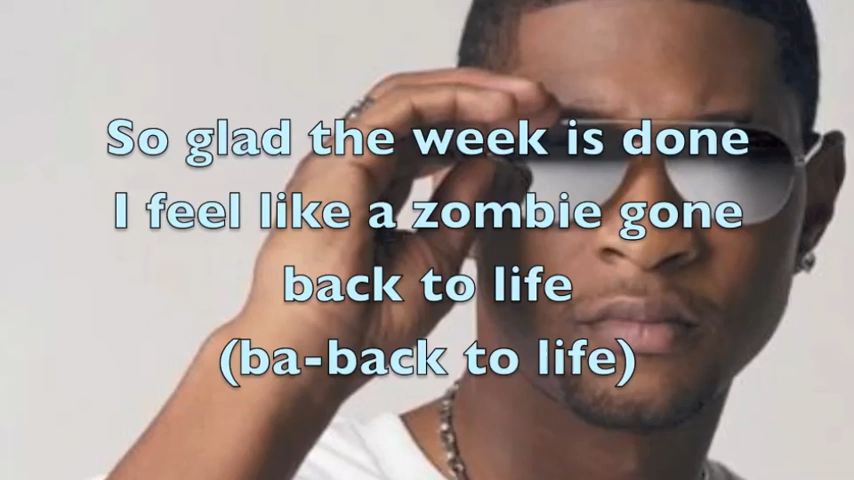 So glad the week is done
I feel like a zombie gone
back to life
(ba-back to life)